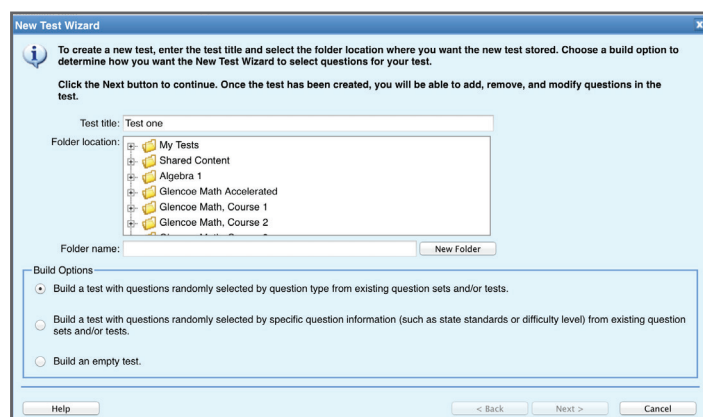 New Test Wizard
x
To create a new test, enter the test title and select the folder location where you want the new test stored. Choose a build option to
determine how you want the New Test Wizard to select questions for your test.
Click the Next button to continue. Once the test has been created, you will be able to add, remove, and modify questions in the
test.
Test title: Test one
Folder location:
My Tests
Shared Content
Algebra 1
Glencoe Math Accelerated
Glencoe Math, Course 1
Glencoe Math, Course 2
Folder name: New Folder
Build Options
Build a test with questions randomly selected by question type from existing question sets and/or tests.
Build a test with questions randomly selected by specific question information (such as state standards or difficulty level) from existing question
sets and/or tests.
Build an empty test.
Help < Back Next > Cancel